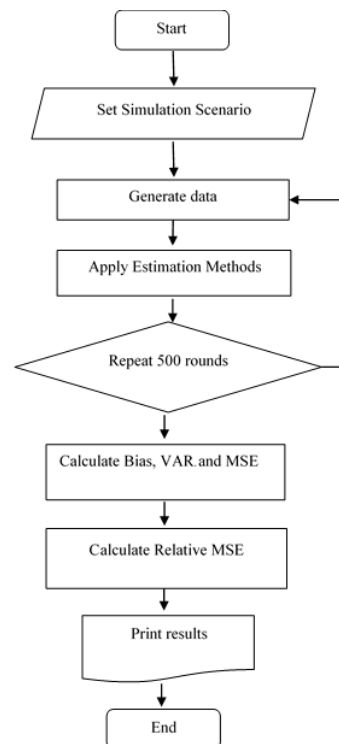 Start
Set Simulation Scenario
Generate data
Apply Estimation Methods
Repeat 500 rounds
Calculate Bias, VAR and MSE
Calculate Relative MSE
Print results
End